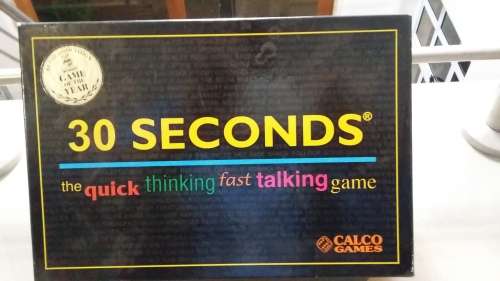 GAME
OF THE
YEAR
30 SECONDS®
the quick thinking fast talking game
CALCO
GAMES